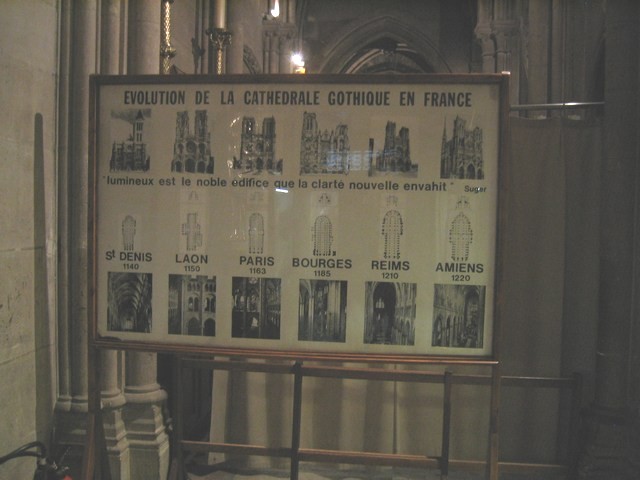 EVOLUTION DE LA CATHEDRALE GOTHIQUE EN FRANCE
"lumineux est le noble édifice que la clarté nouvelle envahit" Suger
St DENIS LAON PARIS BOURGES REIMS AMIENS
1140 1150 1163 1185 1210 1220